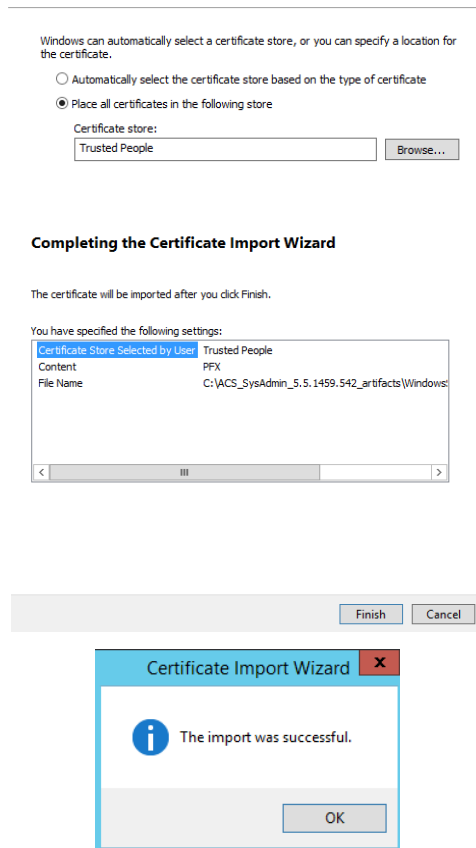 Windows can automatically select a certificate store, or you can specify a location for
the certificate.
Automatically select the certificate store based on the type of certificate
Place all certificates in the following store
Certificate store:
Trusted People
Browse...
Completing the Certificate Import Wizard
The certificate will be imported after you click Finish.
You have specified the following settings:
Certificate Store Selected by User Trusted People
Content PFX
File Name C:\ACS_SysAdmin_5.5.1459.542_artifacts\Windows
Finish Cancel
Certificate Import Wizard
x
The import was successful.
OK